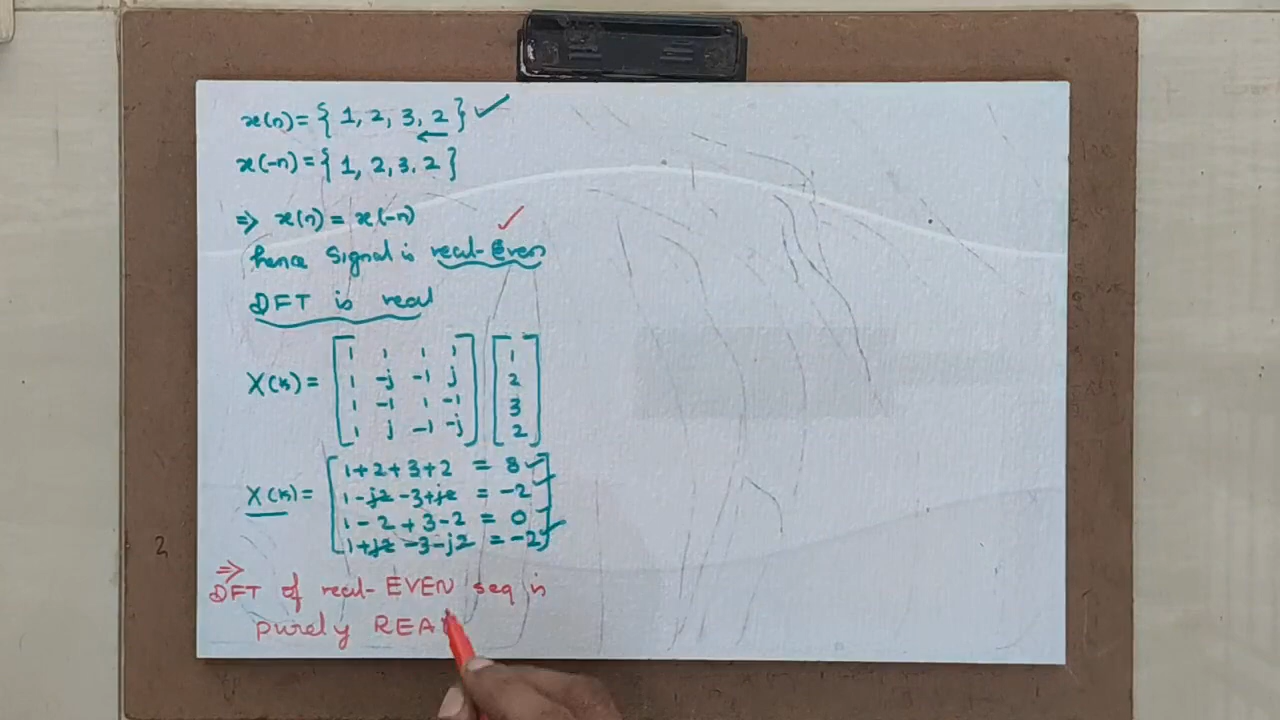 x(n) = { 1, 2, 3, 2 } ✓
←
x(-n) = { 1, 2, 3, 2 }
⇒ x(n) = x(-n) ✓
hence signal is real-Even
DFT is real
X(k) = [ 1 1 1 1 ] [ 1 ]
1 -j -1 j 2
1 -1 1 -1 3
1 j -1 -j 2
X(k) = [ 1+2+3+2 = 8 ✓ ]
1-j2-3+j2 = -2
1-2+3-2 = 0
1+j2-3-j2 = -2
⇒
DFT of real-EVEN seq is
purely REAL
2